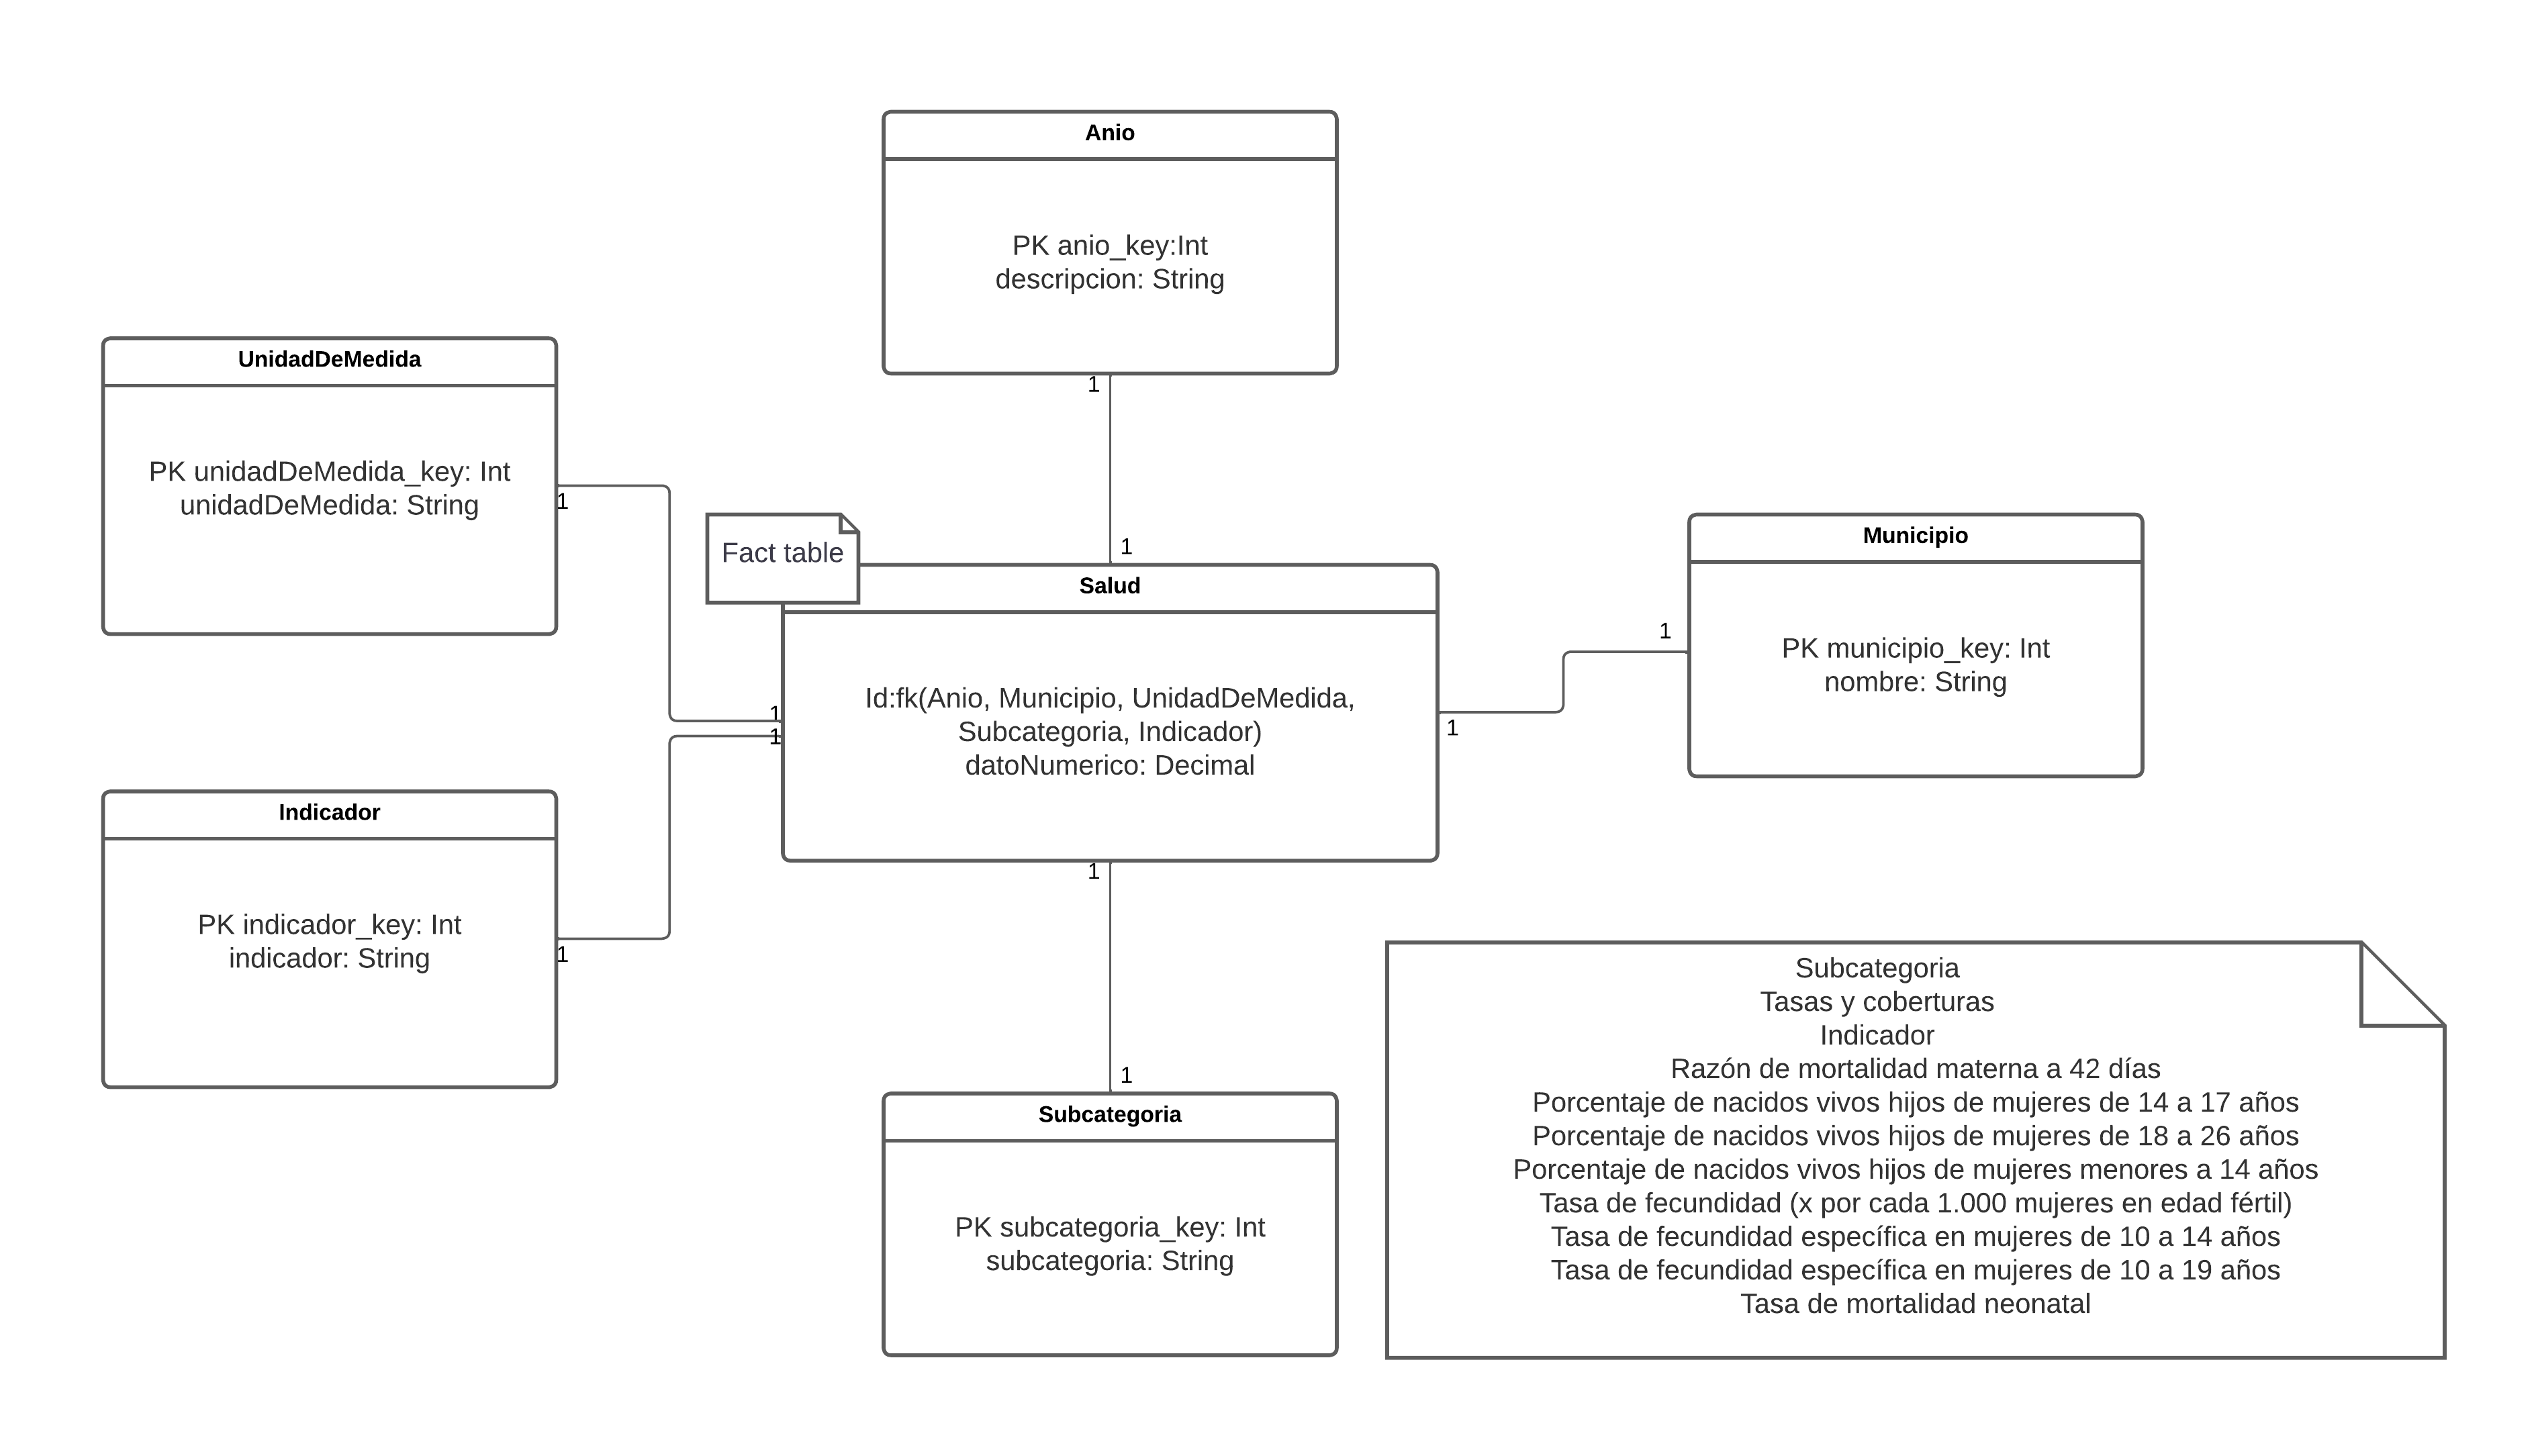 Anio
PK anio_key:Int
descripcion: String
1
UnidadDeMedida
PK unidadDeMedida_key: Int
unidadDeMedida: String
1
Fact table
1
Salud
Id:fk(Anio, Municipio, UnidadDeMedida,
Subcategoria, Indicador)
datoNumerico: Decimal
1
1
1
1
Municipio
PK municipio_key: Int
nombre: String
1
Indicador
PK indicador_key: Int
indicador: String
1
1
Subcategoria
PK subcategoria_key: Int
subcategoria: String
Subcategoria
Tasas y coberturas
Indicador
Razón de mortalidad materna a 42 días
Porcentaje de nacidos vivos hijos de mujeres de 14 a 17 años
Porcentaje de nacidos vivos hijos de mujeres de 18 a 26 años
Porcentaje de nacidos vivos hijos de mujeres menores a 14 años
Tasa de fecundidad (x por cada 1.000 mujeres en edad fértil)
Tasa de fecundidad específica en mujeres de 10 a 14 años
Tasa de fecundidad específica en mujeres de 10 a 19 años
Tasa de mortalidad neonatal